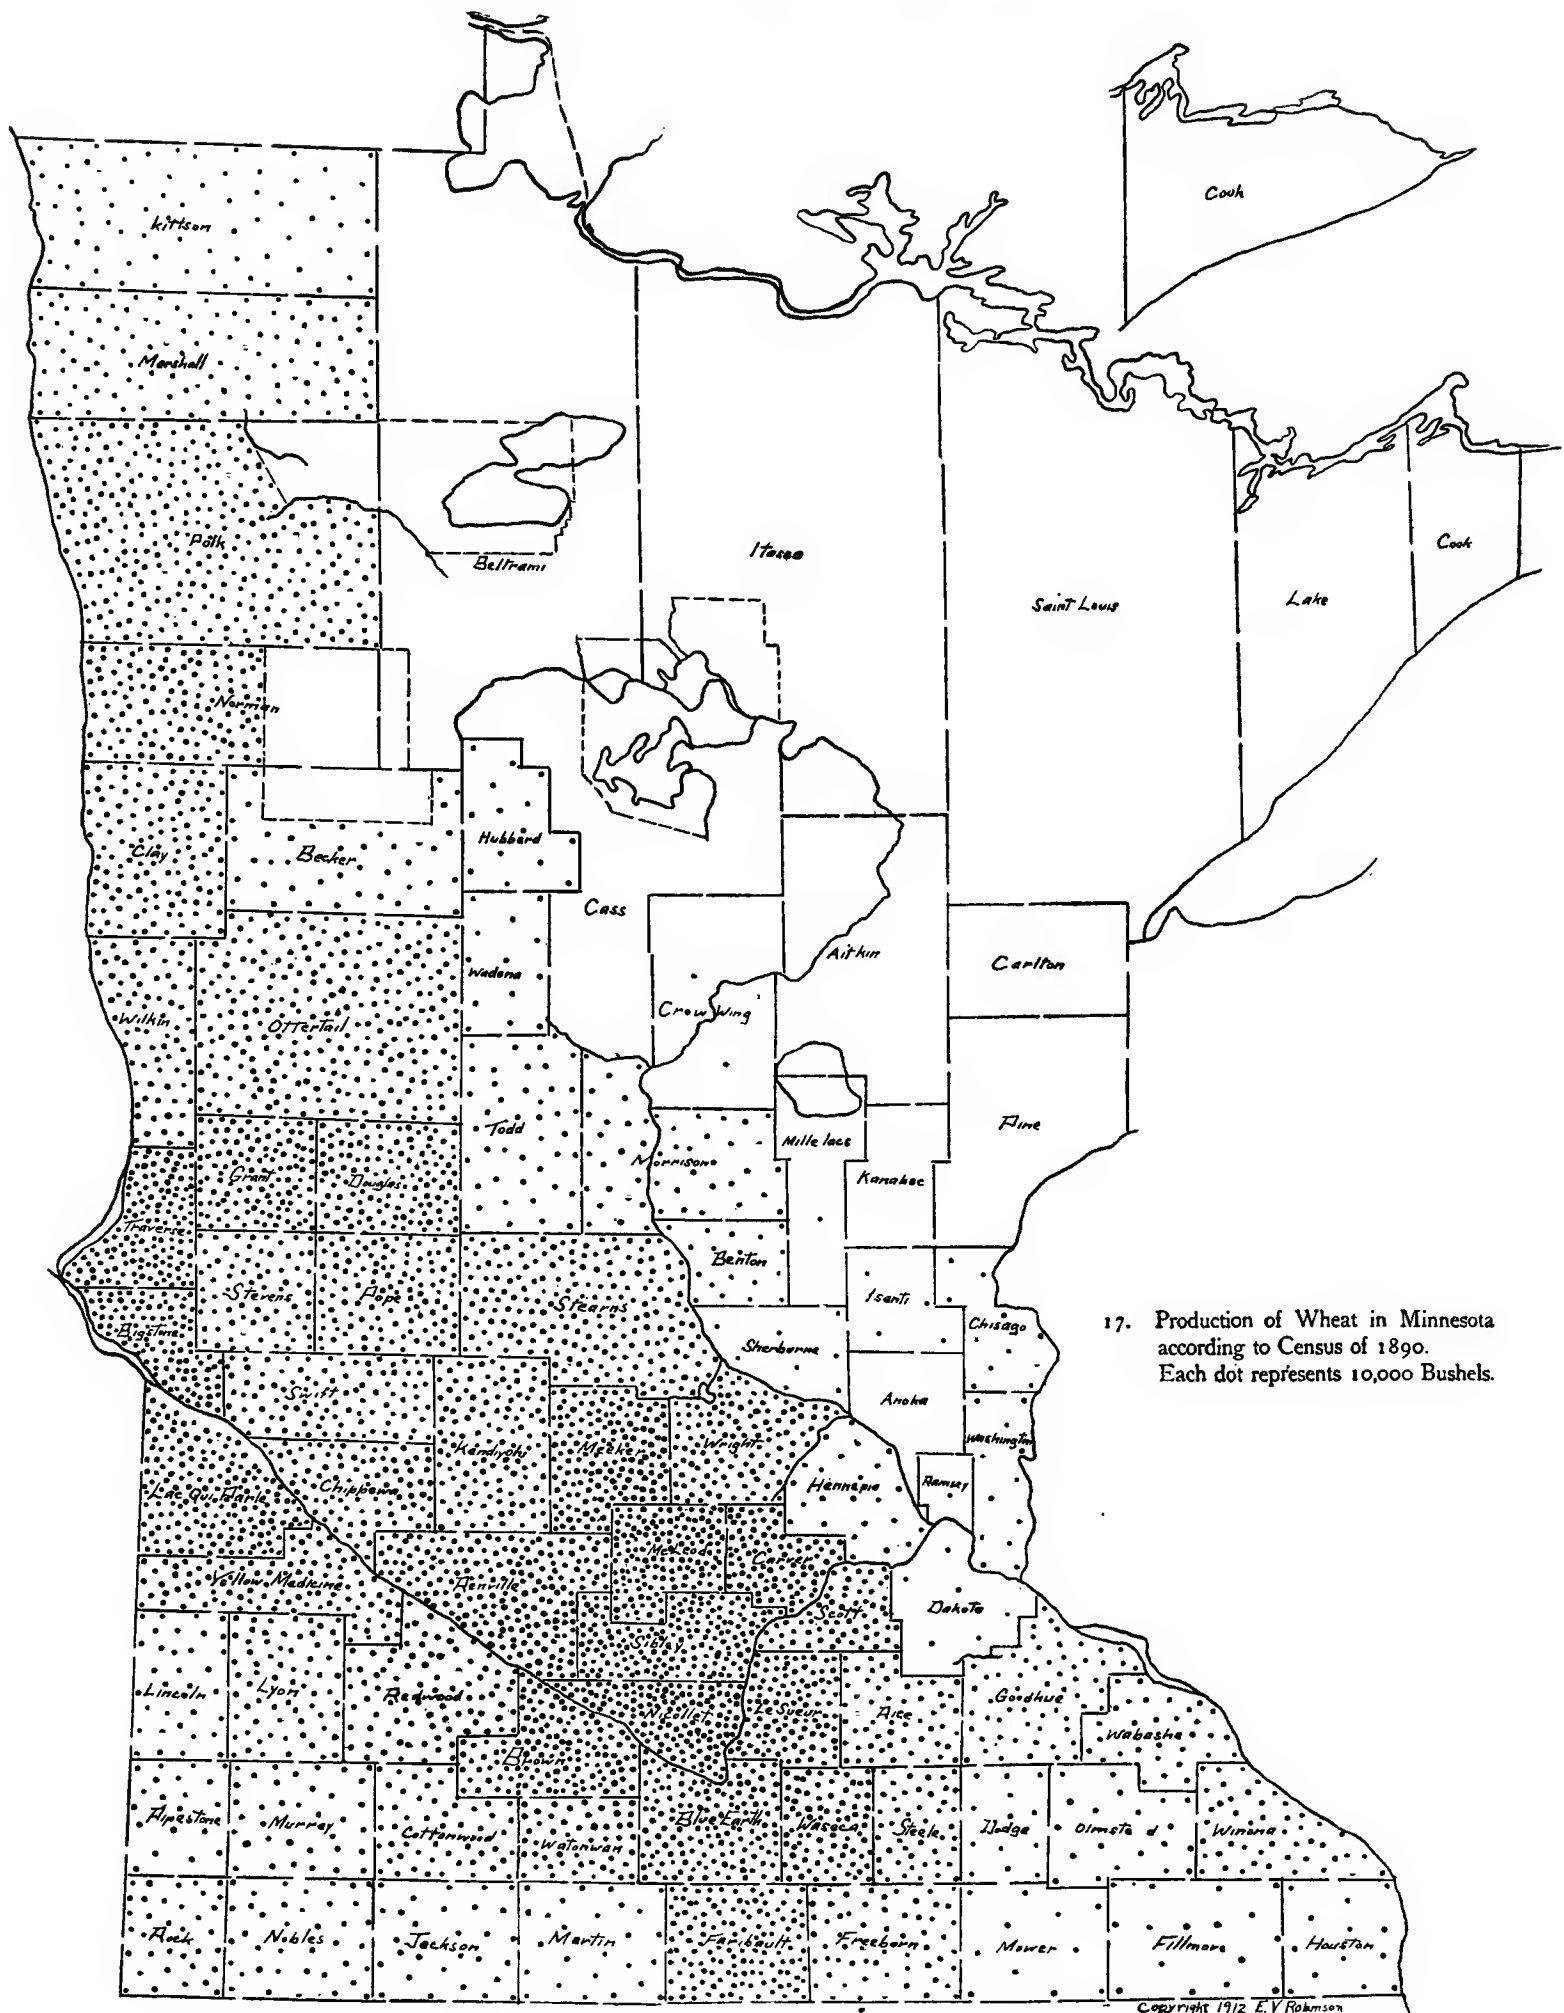 Cook
Kittson
Marshall
Polk
Beltrami
Itasca
Saint Louis
Lake
Cook
Norman
Clay
Becker
Hubbard
Cass
Wadena
Crow Wing
Aitkin
Carlton
Wilkin
Ottertail
Todd
Morrison
Mille lacs
Pine
Kanabec
Grant
Douglas
Traverse
Benton
Isanti
Stevens
Pope
Stearns
Bigstone
Sherburne
Chisago
17. Production of Wheat in Minnesota
according to Census of 1890.
Each dot represents 10,000 Bushels.
Swift
Anoka
Kandiyohi
Meeker
Wright
Washington
Lac Qui Parle
Chippewa
Hennepin
Ramsey
McLeod
Carver
Yellow Medicine
Renville
Scott
Dakota
Sibley
Lincoln
Lyon
Redwood
Nicollet
Le Sueur
Rice
Goodhue
Wabasha
Brown
Pipestone
Murray
Cottonwood
Watonwan
Blue Earth
Waseca
Steele
Dodge
Olmsted
Winona
Rock
Nobles
Jackson
Martin
Faribault
Freeborn
Mower
Fillmore
Houston
Copyright 1912 E.V Robinson